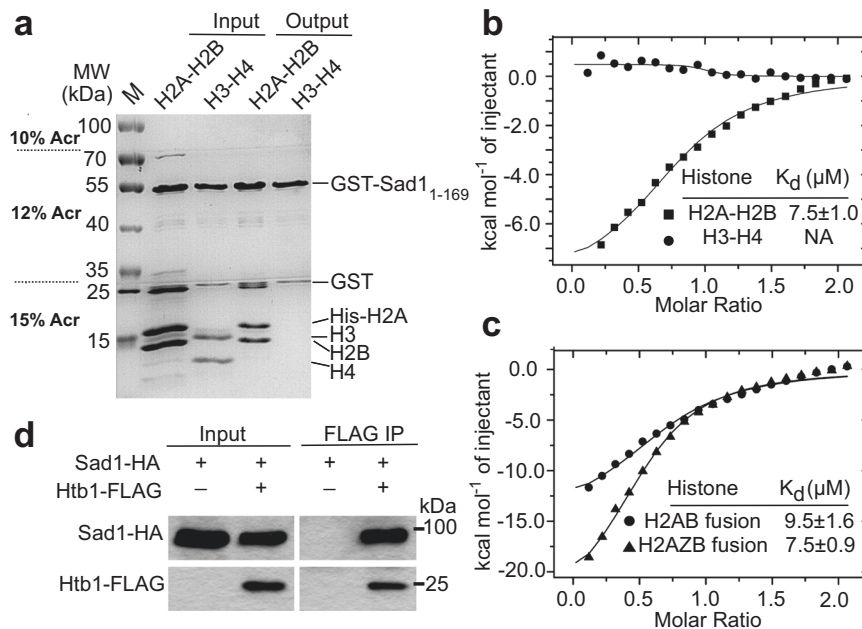 a
Input
Output
MW
(kDa)
M
H2A-H2B
H3-H4
H2A-H2B
H3-H4
100
10% Acr
70
55
GST-Sad1₁₋₁₆₉
12% Acr
40
35
GST
25
His-H2A
15% Acr
H3
15
H2B
H4
b
kcal mol⁻¹ of injectant
0.0
-2.0
-4.0
-6.0
Histone Kd (μM)
■ H2A-H2B 7.5±1.0
● H3-H4 NA
0.0 0.5 1.0 1.5 2.0
Molar Ratio
c
kcal mol⁻¹ of injectant
0.0
-5.0
-10.0
-15.0
-20.0
Histone Kd(μM)
● H2AB fusion 9.5±1.6
▲ H2AZB fusion 7.5±0.9
0.0 0.5 1.0 1.5 2.0
Molar Ratio
d
Input
FLAG IP
Sad1-HA + + + +
Htb1-FLAG – + – +
kDa
Sad1-HA
100
Htb1-FLAG
25